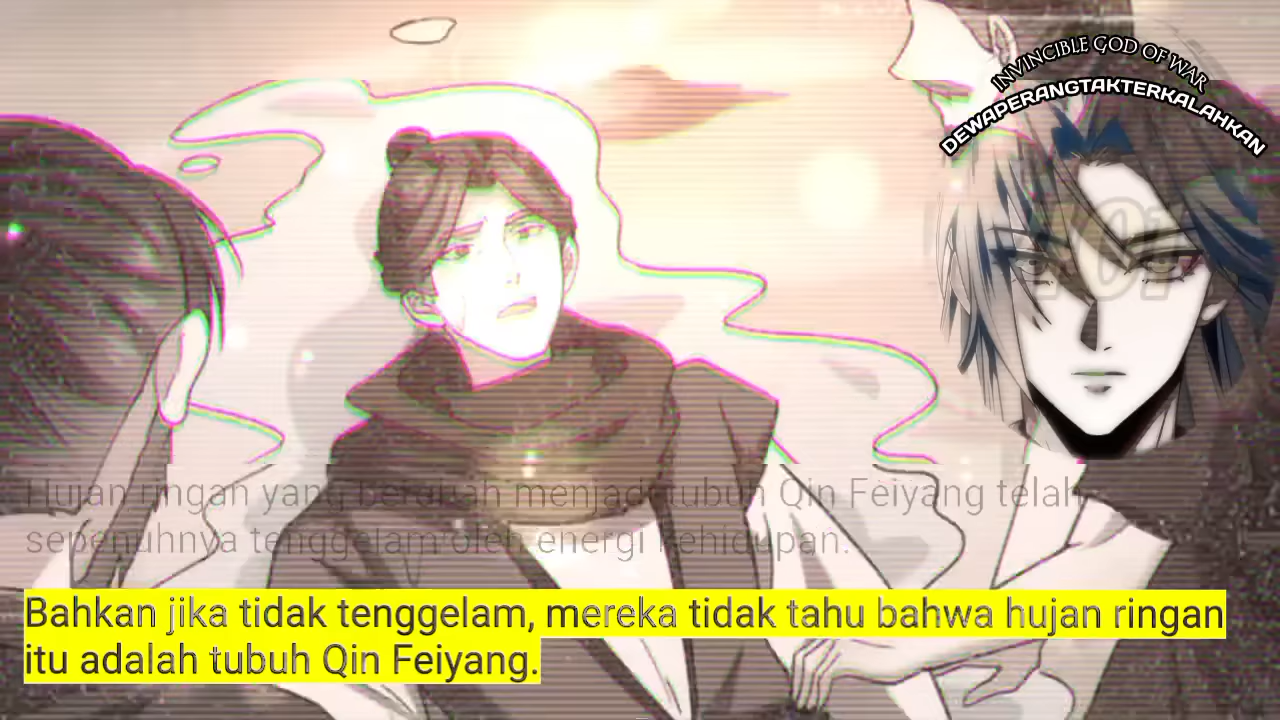 INVINCIBLE GOD OF WAR
DEWAPERANGTAKTERKALAHKAN
Hujan ringan yang berubah menjadi tubuh Qin Feiyang telah
sepenuhnya tenggelam oleh energi kehidupan.
Bahkan jika tidak tenggelam, mereka tidak tahu bahwa hujan ringan
itu adalah tubuh Qin Feiyang.